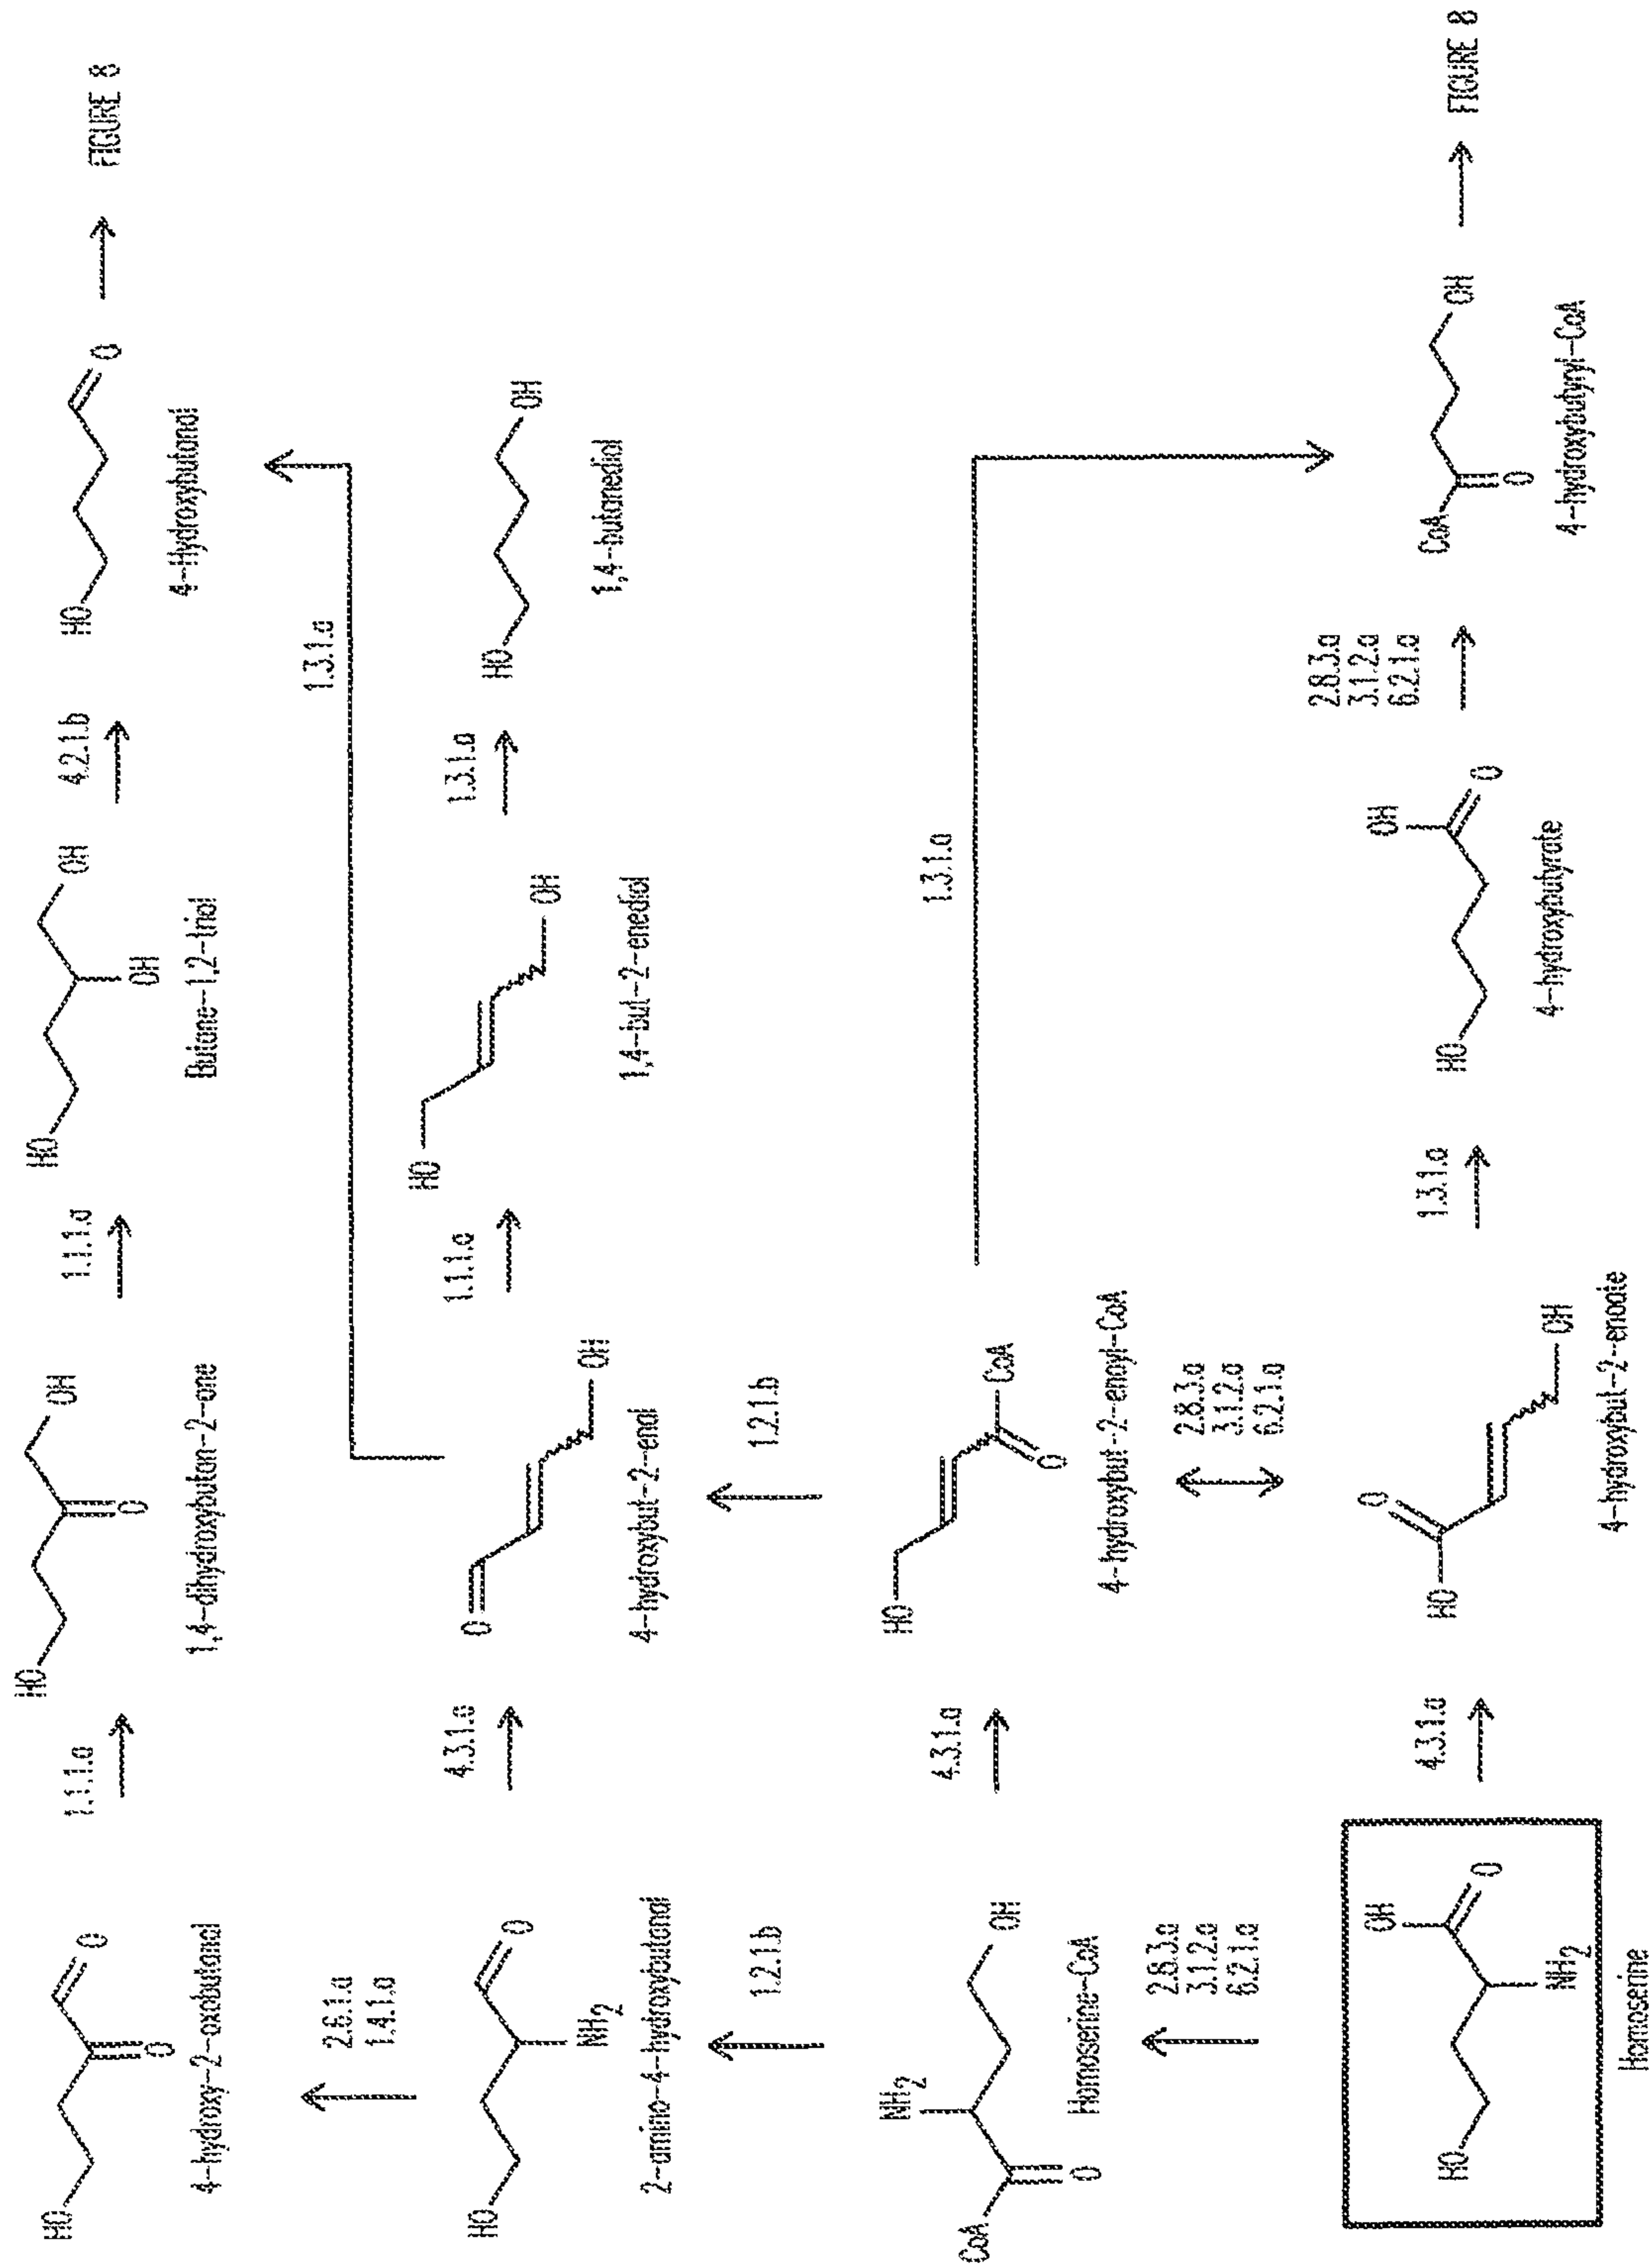 HO
O
O
4-hydroxy-2-oxobutanal
1.1.1.a
HO
O
OH
1,4-dihydroxybutan-2-one
1.1.1.a
HO
OH
OH
Butane-1,2-triol
4.2.1.b
HO
O
4-Hydroxybutanal
FIGURE 8
2.6.1.a
1.4.1.a
1.3.1.a
HO
NH2
O
2-amino-4-hydroxybutanal
4.3.1.a
O
OH
4-hydroxybut-2-enal
1.1.1.a
HO
OH
1,4-but-2-enediol
1.3.1.a
HO
OH
1,4-butanediol
1.2.1.b
1.2.1.b
CoA
O
NH2
OH
Homoserine-CoA
4.3.1.a
HO
O
CoA
4-hydroxybut-2-enoyl-CoA
1.3.1.a
2.8.3.a
3.1.2.a
6.2.1.a
2.8.3.a
3.1.2.a
6.2.1.a
HO
NH2
OH
O
Homoserine
4.3.1.a
HO
O
OH
4-hydroxybut-2-enoate
1.3.1.a
HO
OH
O
4-hydroxybutyrate
2.8.3.a
3.1.2.a
6.2.1.a
CoA
O
OH
4-hydroxybutyryl-CoA
FIGURE 8